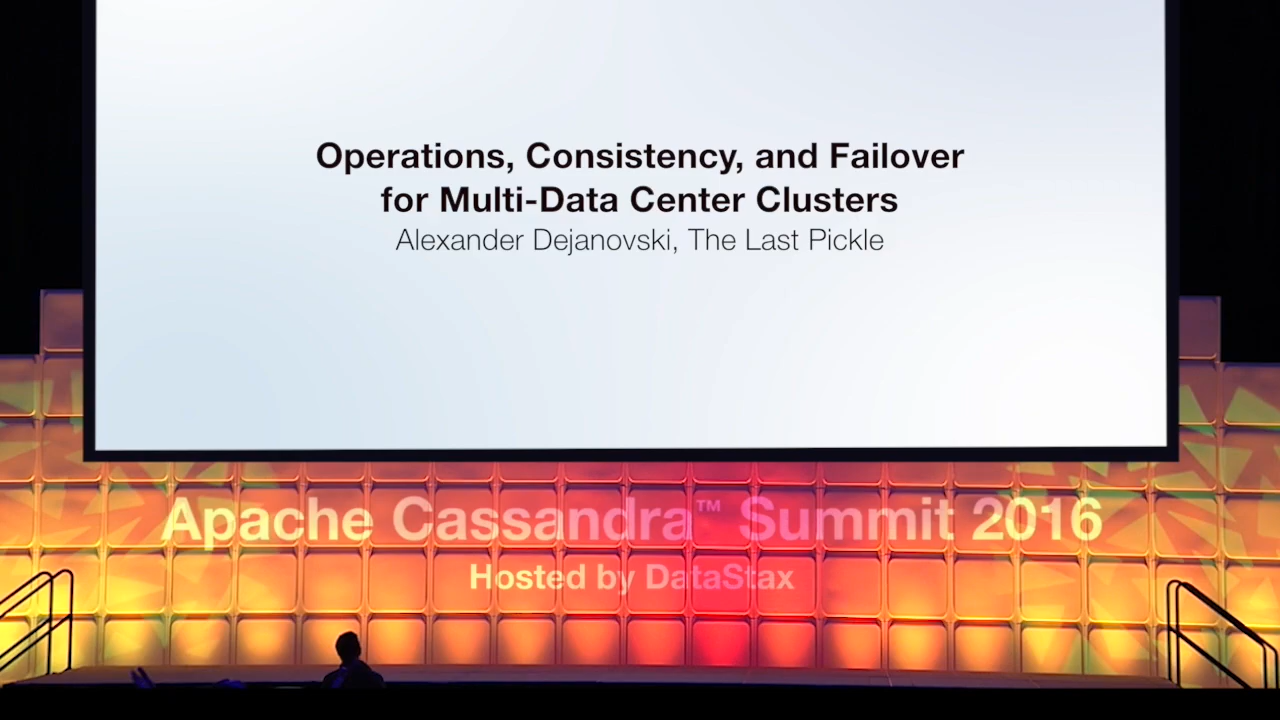 Operations, Consistency, and Failover
for Multi-Data Center Clusters
Alexander Dejanovski, The Last Pickle
Apache Cassandra™ Summit 2016
Hosted by DataStax